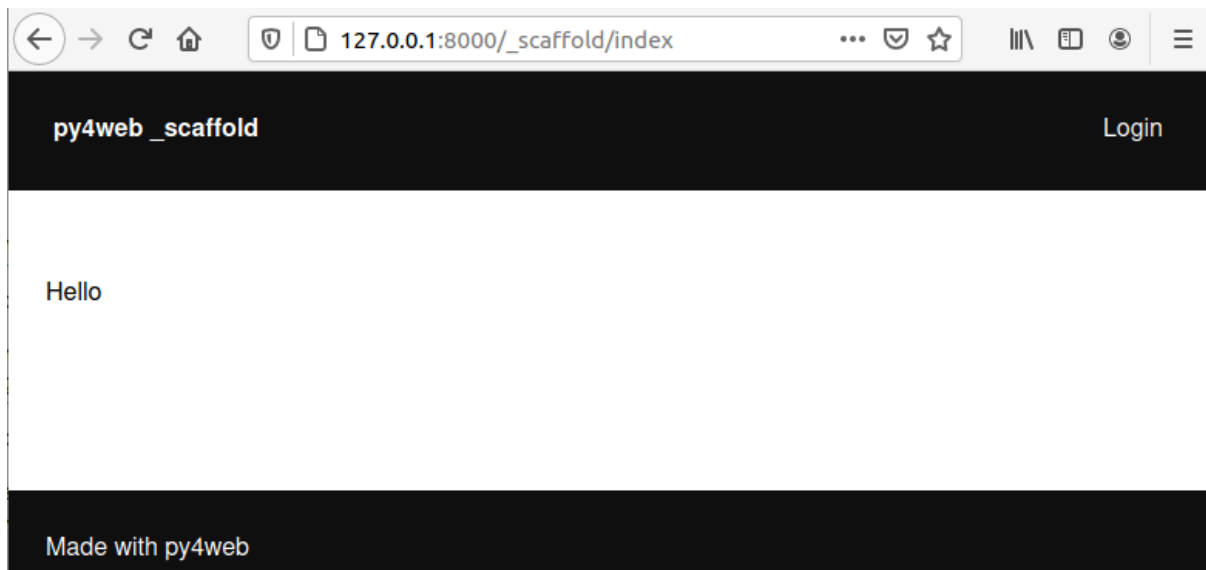 127.0.0.1:8000/_scaffold/index
py4web _scaffold
Login
Hello
Made with py4web